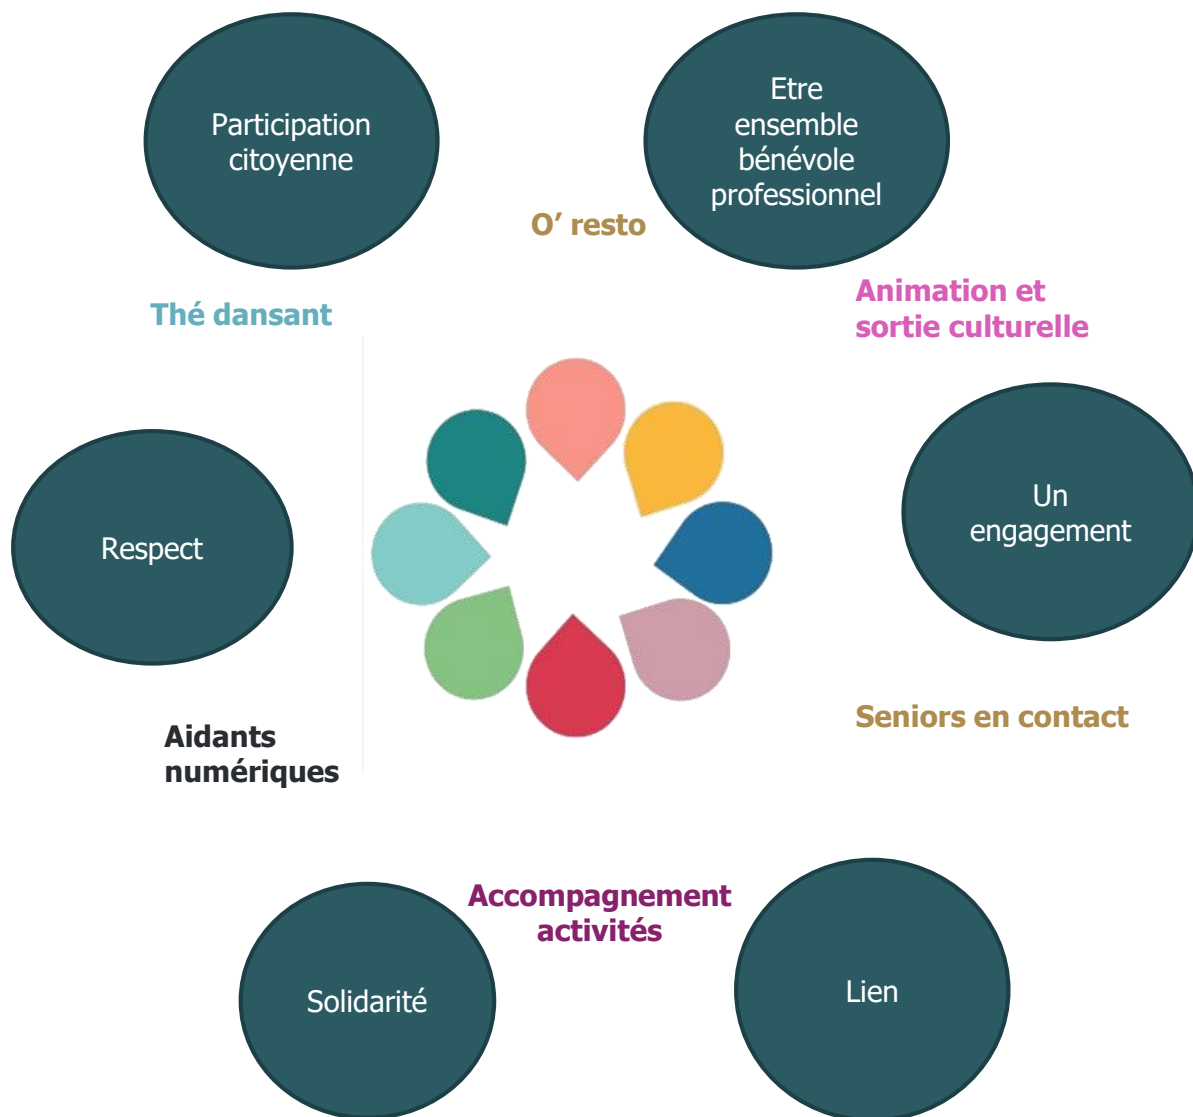 Participation
citoyenne
Etre
ensemble
bénévole
professionnel
O’ resto
Thé dansant
Animation et
sortie culturelle
Respect
Un
engagement
Aidants
numériques
Seniors en contact
Accompagnement
activités
Solidarité
Lien